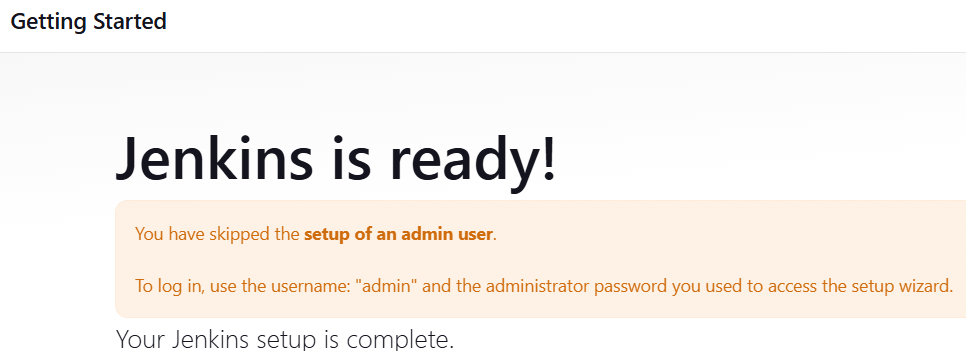 Getting Started
Jenkins is ready!
You have skipped the setup of an admin user.
To log in, use the username: "admin" and the administrator password you used to access the setup wizard.
Your Jenkins setup is complete.